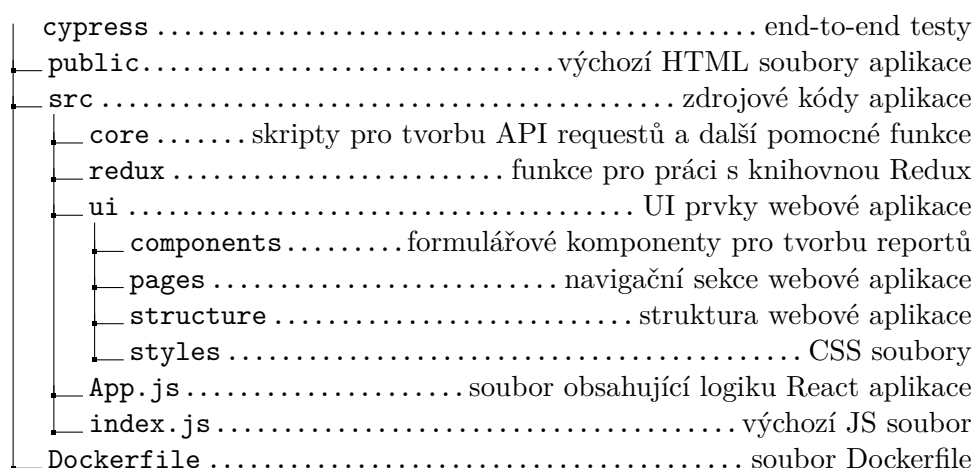 cypress ................................................ end-to-end testy
public................................výchozí HTML soubory aplikace
src .............................................. zdrojové kódy aplikace
core ....... skripty pro tvorbu API requestů a další pomocné funkce
redux ........................... funkce pro práci s knihovnou Redux
ui ......................................... UI prvky webové aplikace
components.........formulářové komponenty pro tvorbu reportů
pages .......................... navigační sekce webové aplikace
structure ............................. struktura webové aplikace
styles .............................................. CSS soubory
App.js ...................... soubor obsahující logiku React aplikace
index.js .......................................... výchozí JS soubor
Dockerfile ........................................... soubor Dockerfile